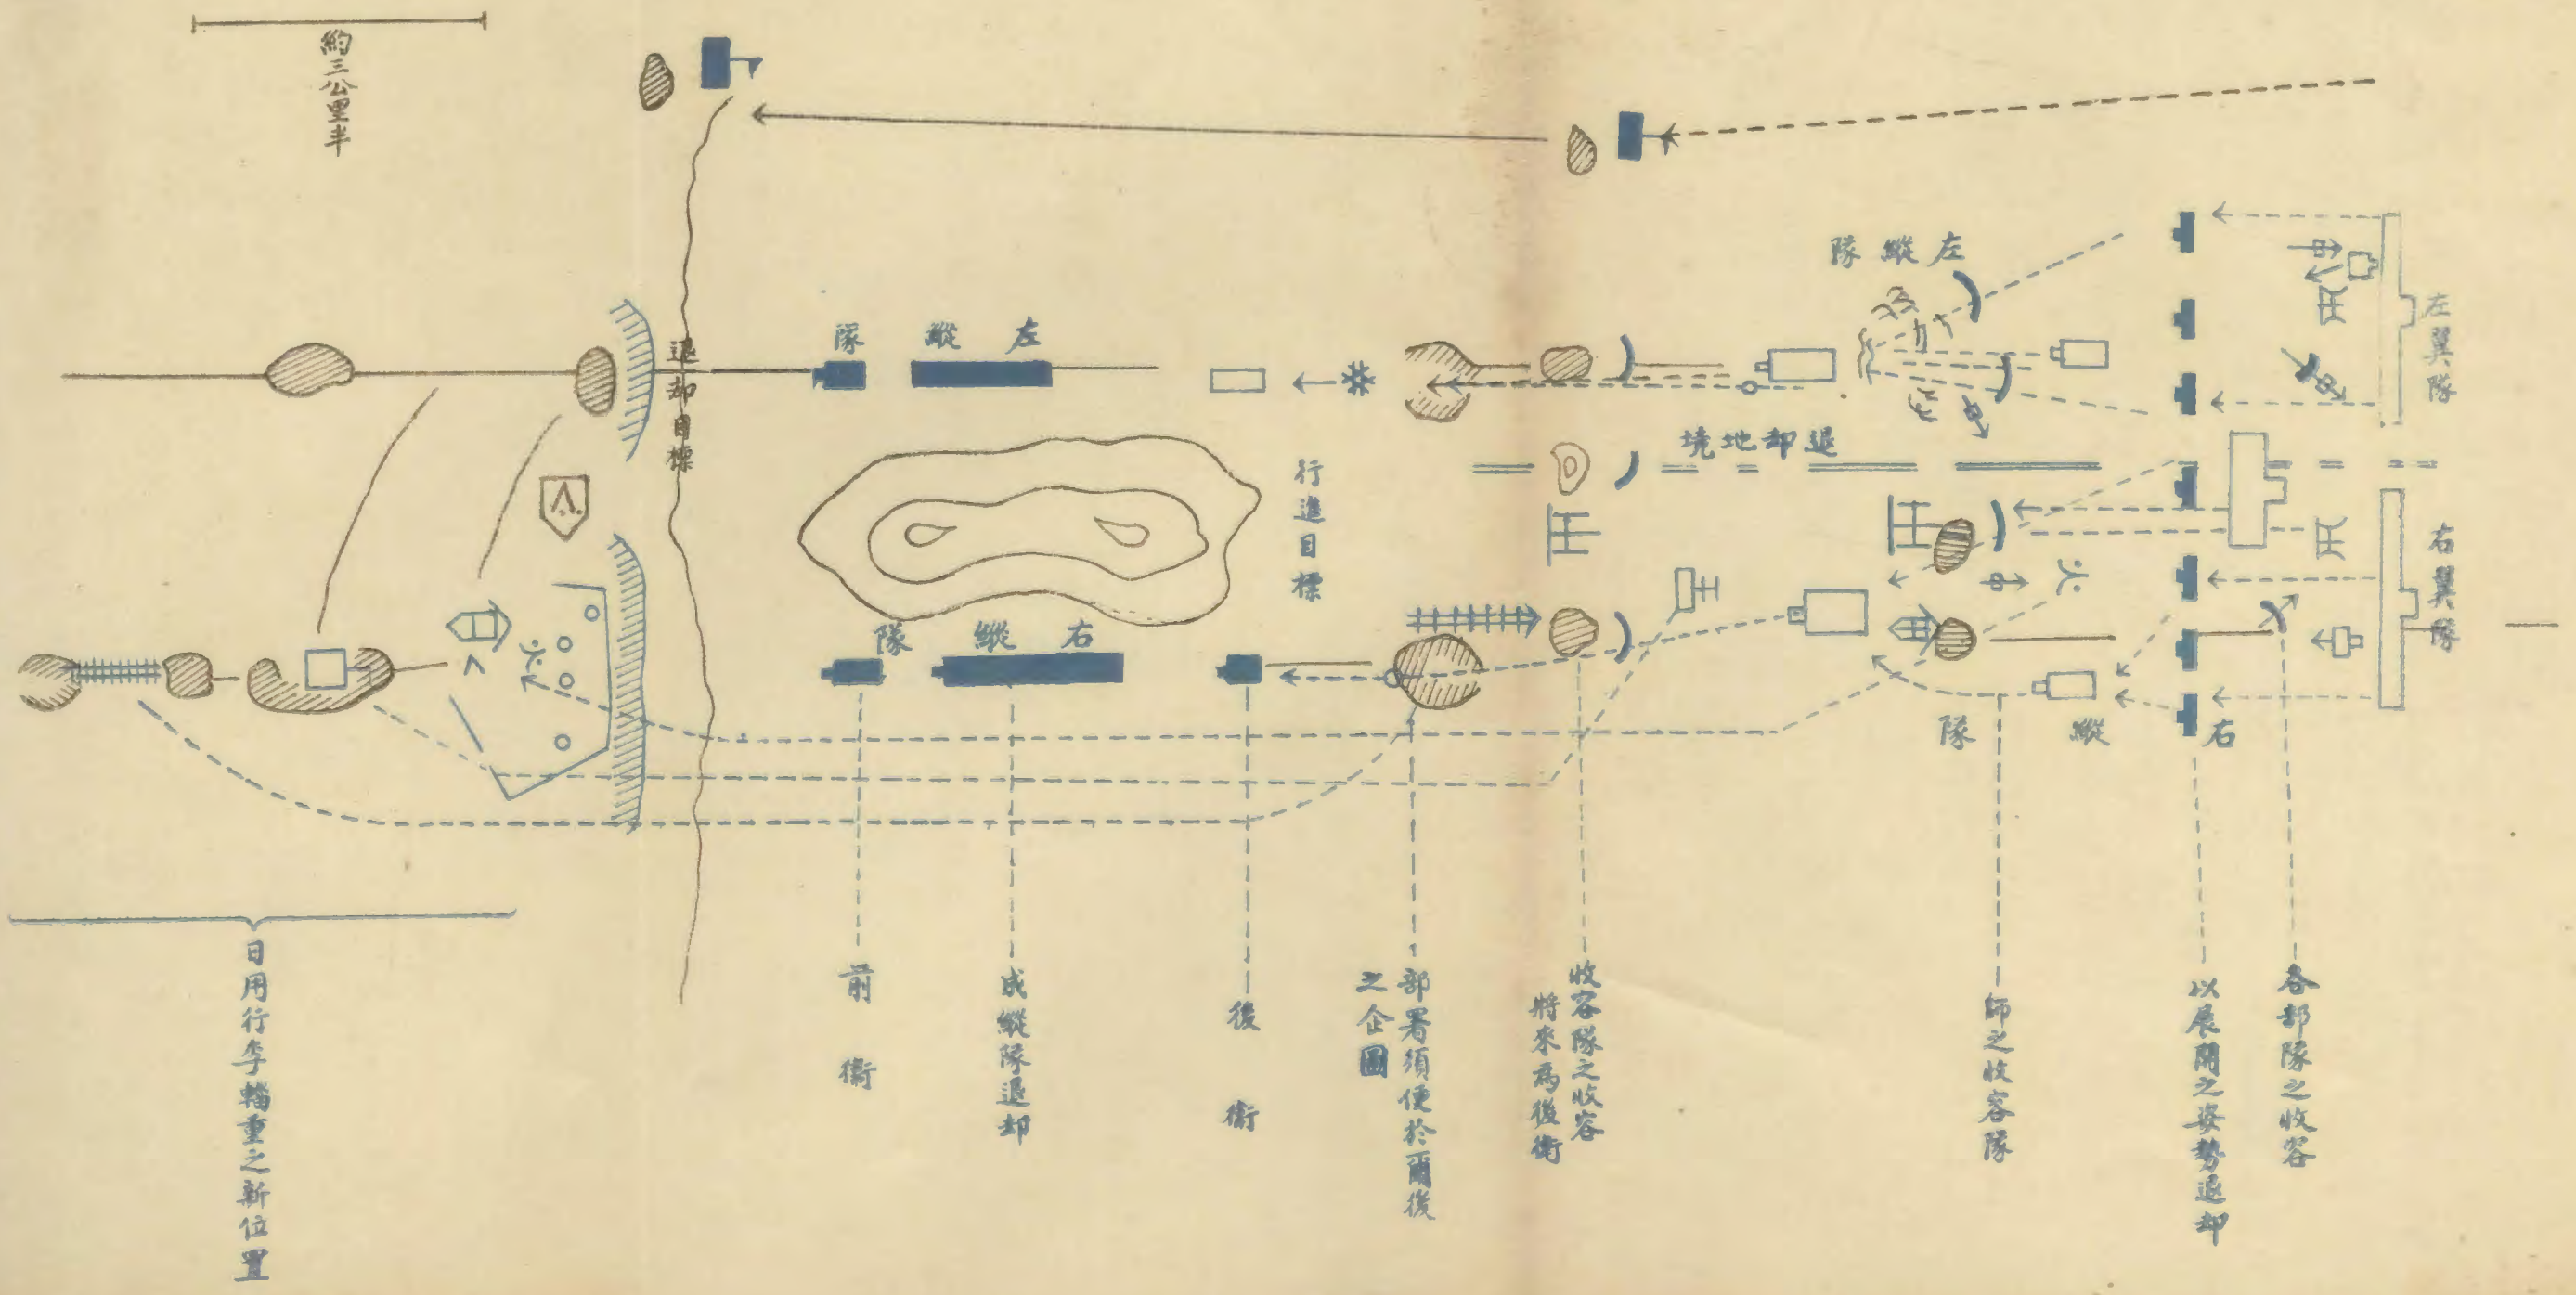 左翼隊
右翼隊
各部隊之收容
以展開之姿勢退却
右縱隊
師之收容隊
左縱隊
退却地境
收容隊之收容
將來為後衛
部署須便於爾後
之企圖
行進目標
後衛
左縱隊
右縱隊
成縱隊退却
前衛
退却目標
約三公里半
日用行李輜重之新位置